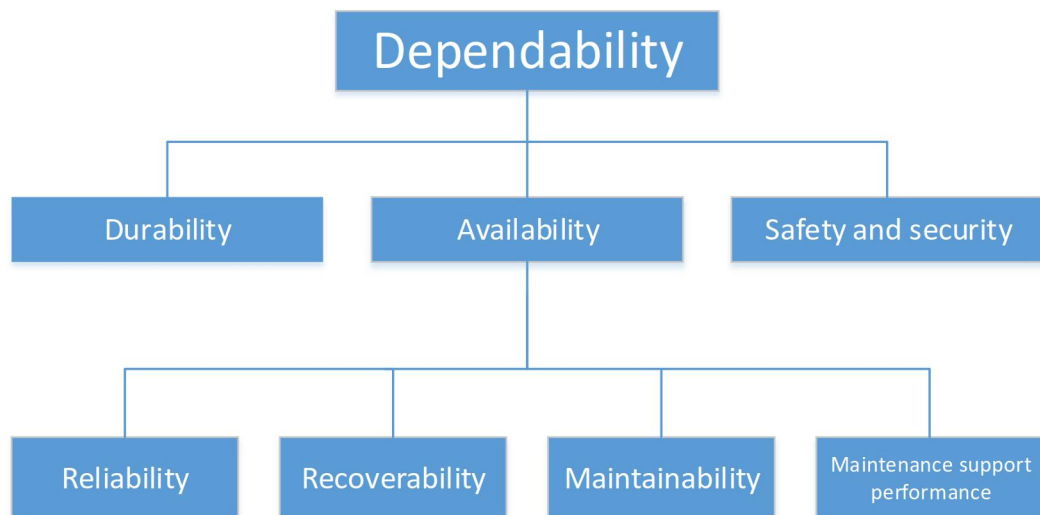 Dependability
Durability
Availability
Safety and security
Reliability
Recoverability
Maintainability
Maintenance support
performance